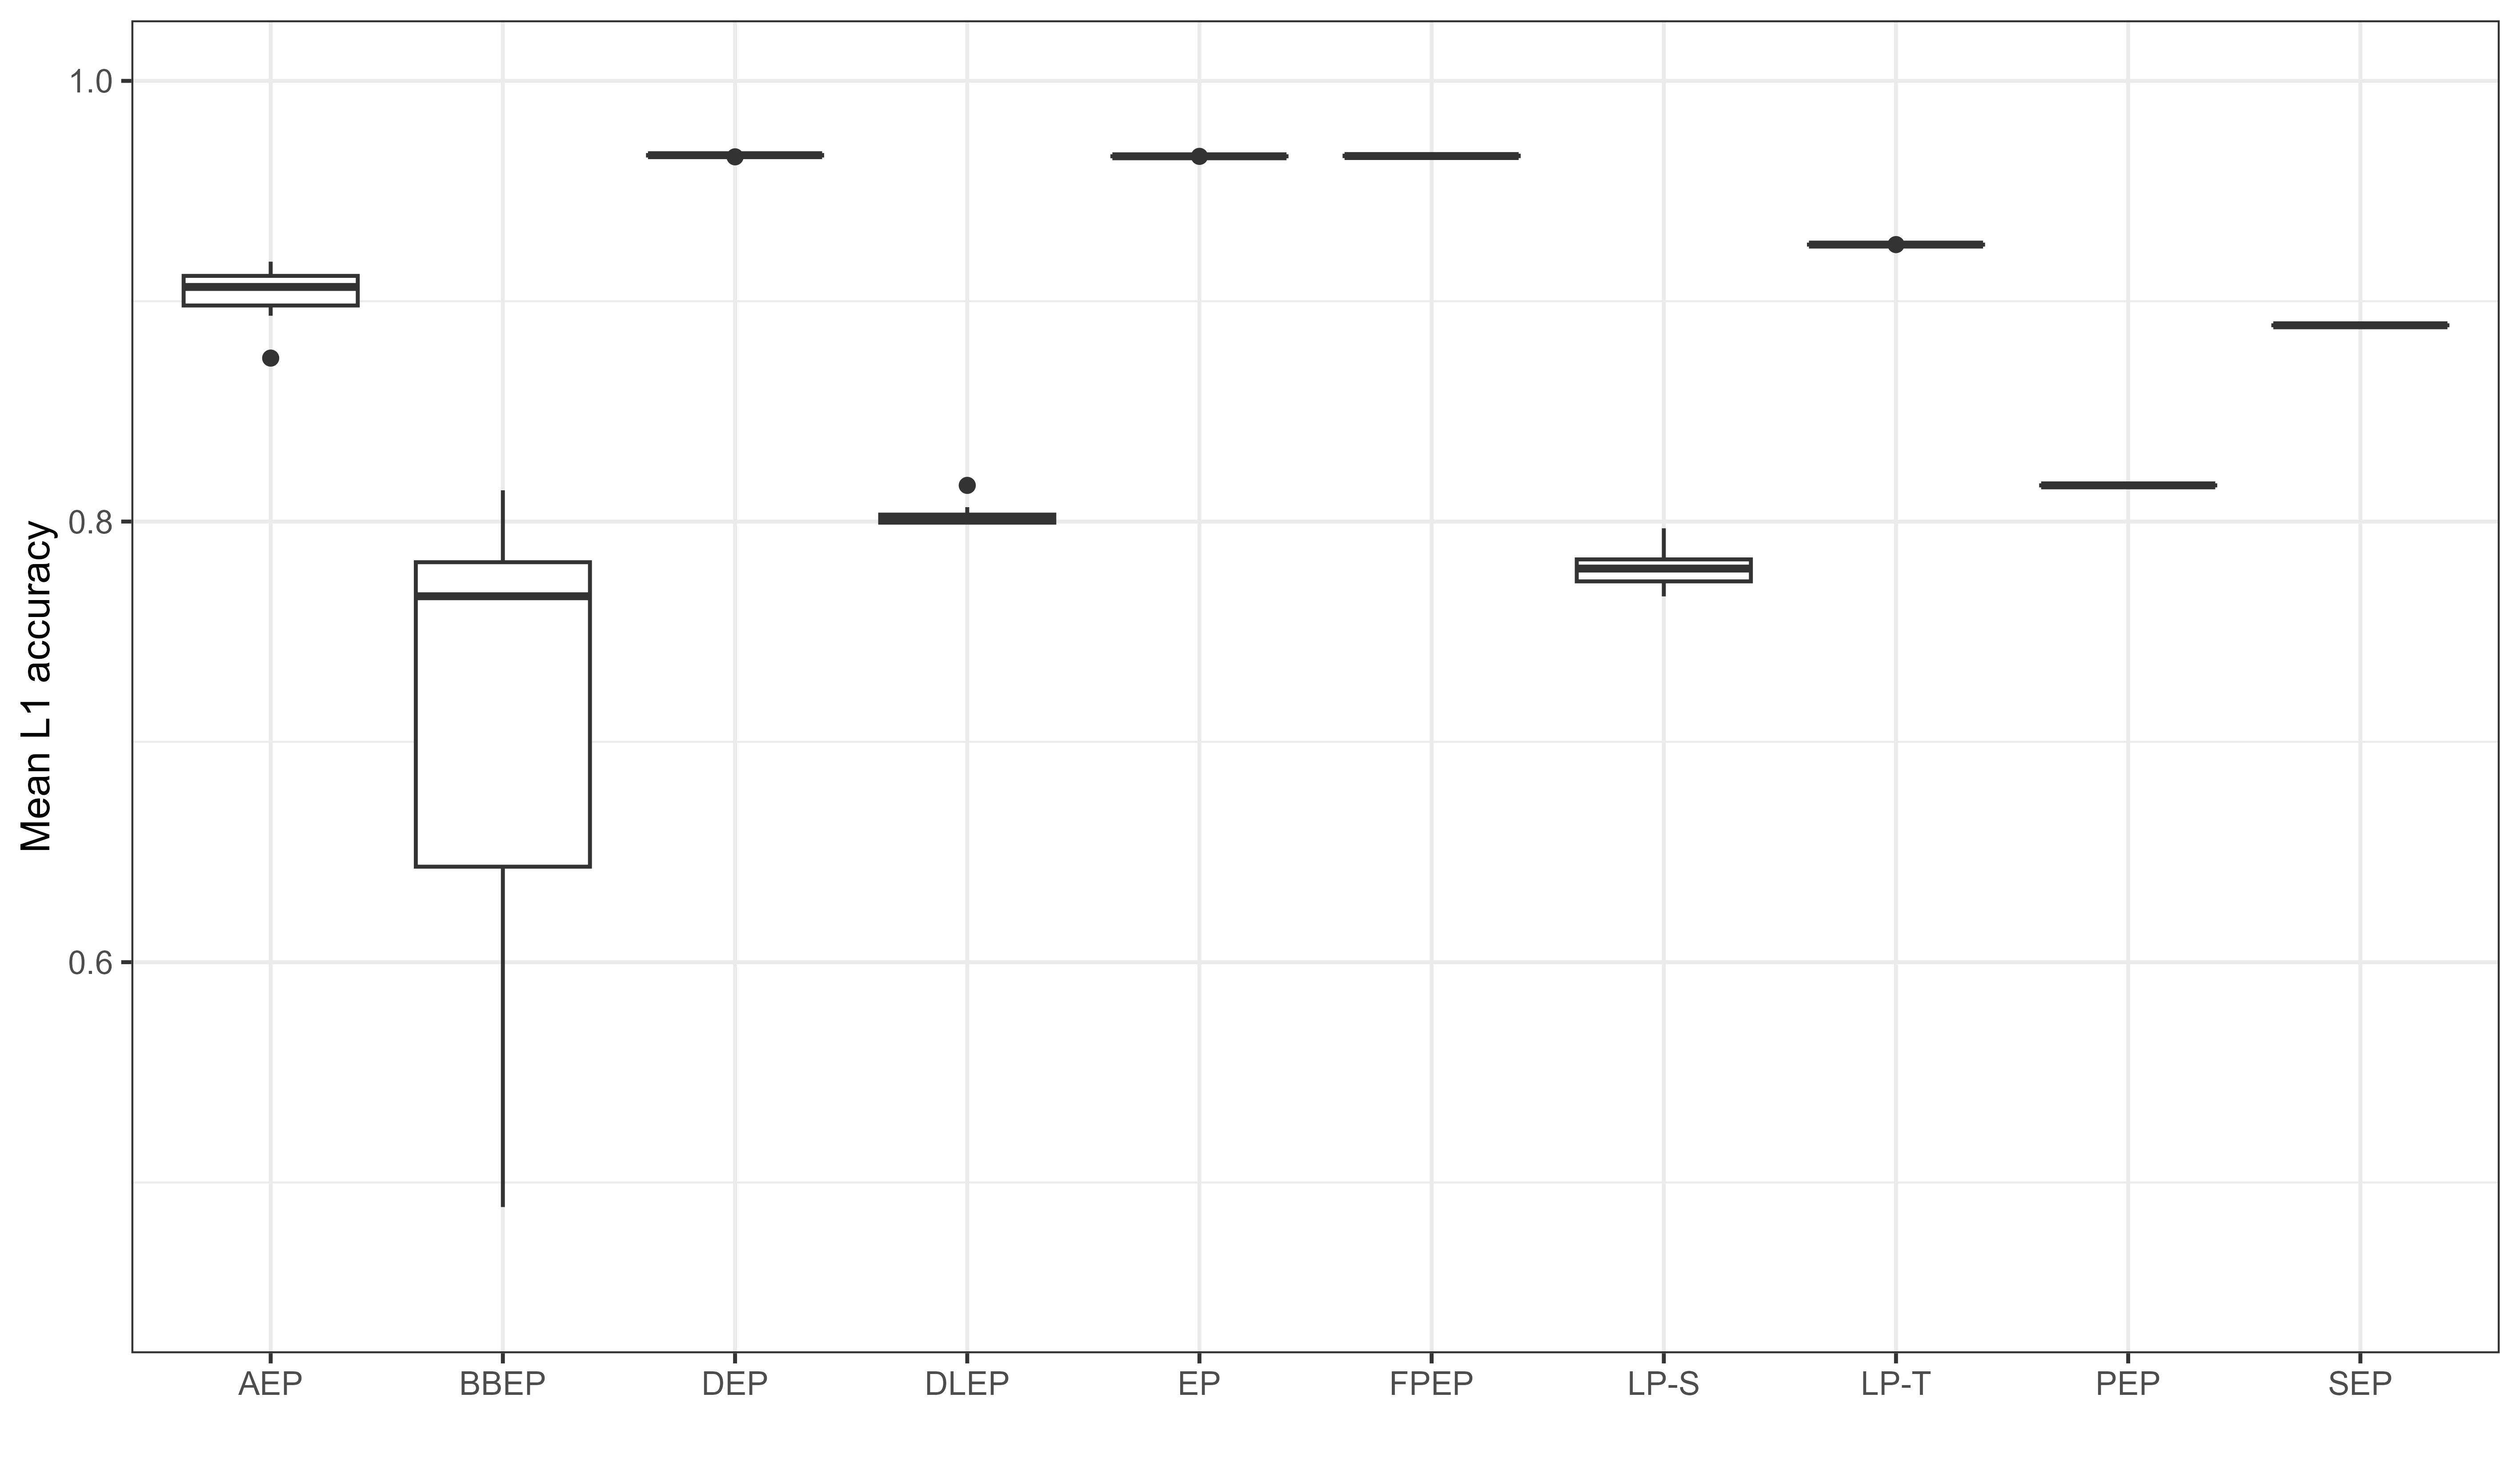 Mean L1 accuracy
1.0
0.8
0.6
AEP BBEP DEP DLEP EP FPEP LP-S LP-T PEP SEP